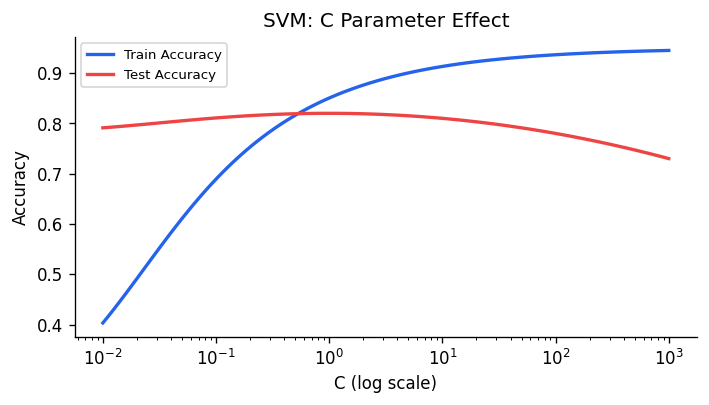 SVM: C Parameter Effect
Train Accuracy
Test Accuracy
Accuracy
0.9
0.8
0.7
0.6
0.5
0.4
10⁻²
10⁻¹
10⁰
10¹
10²
10³
C (log scale)